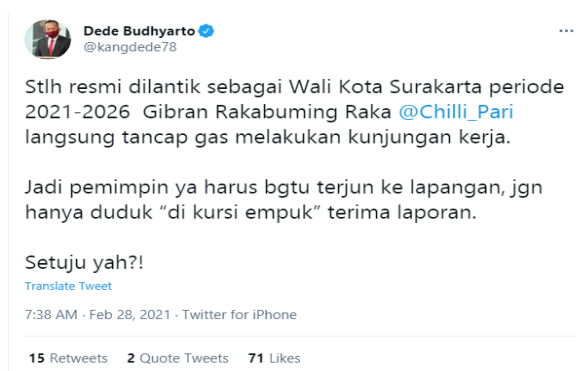 Dede Budhyarto
@kangdede78
Stlh resmi dilantik sebagai Wali Kota Surakarta periode
2021-2026 Gibran Rakabuming Raka @Chilli_Pari
langsung tancap gas melakukan kunjungan kerja.
Jadi pemimpin ya harus bgtu terjun ke lapangan, jgn
hanya duduk “di kursi empuk” terima laporan.
Setuju yah?!
Translate Tweet
7:38 AM · Feb 28, 2021 · Twitter for iPhone
15 Retweets 2 Quote Tweets 71 Likes